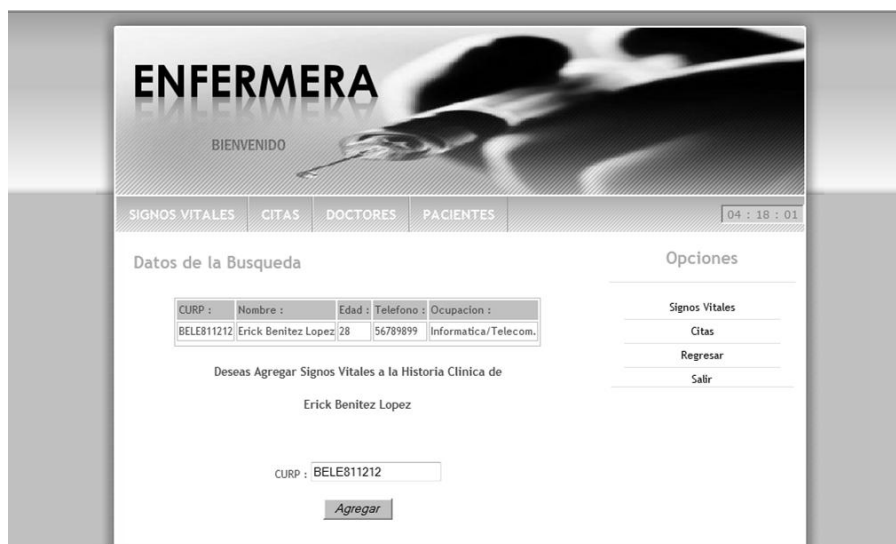 ENFERMERA
BIENVENIDO
SIGNOS VITALES CITAS DOCTORES PACIENTES 04 : 18 : 01
Datos de la Busqueda
CURP : Nombre : Edad : Telefono : Ocupacion :
BELE811212 Erick Benitez Lopez 28 56789899 Informatica/Telecom.
Deseas Agregar Signos Vitales a la Historia Clinica de
Erick Benitez Lopez
CURP : BELE811212
Agregar
Opciones
Signos Vitales
Citas
Regresar
Salir